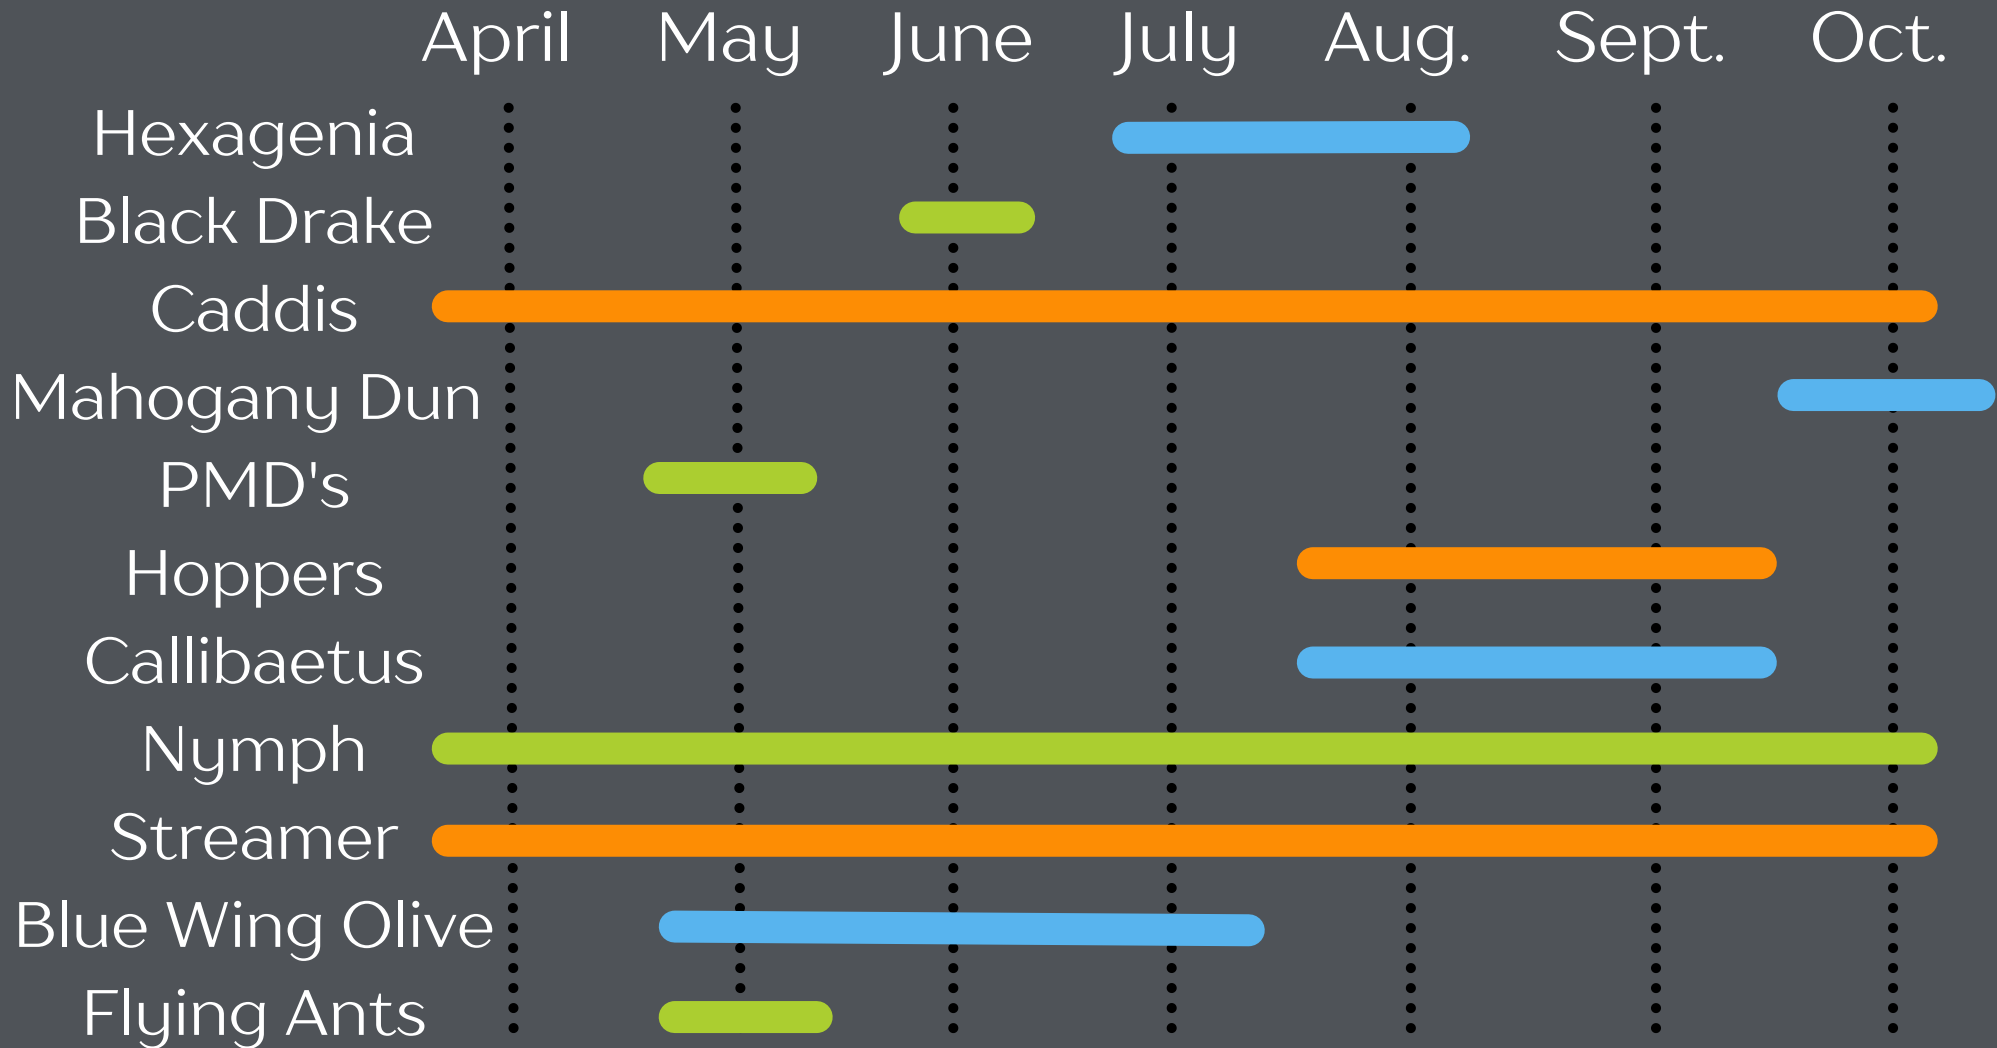 April May June July Aug. Sept. Oct.
Hexagenia
Black Drake
Caddis
Mahogany Dun
PMD's
Hoppers
Callibaetus
Nymph
Streamer
Blue Wing Olive
Flying Ants